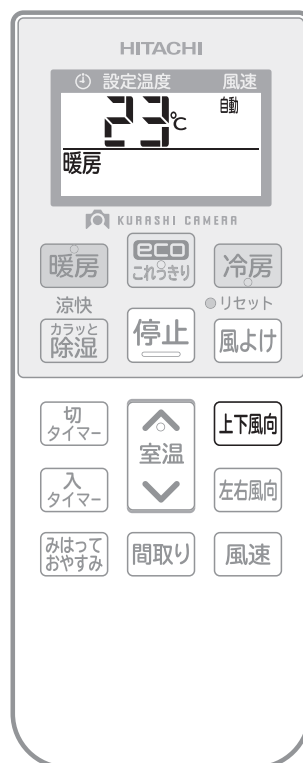 HITACHI
設定温度 風速
23℃ 自動
暖房
KURASHI CAMERA
暖房 eco これっきり 冷房
涼快 リセット
カラッと除湿 停止 風よけ
切タイマー 室温 上下風向
入タイマー 左右風向
みはっておやすみ 間取り 風速